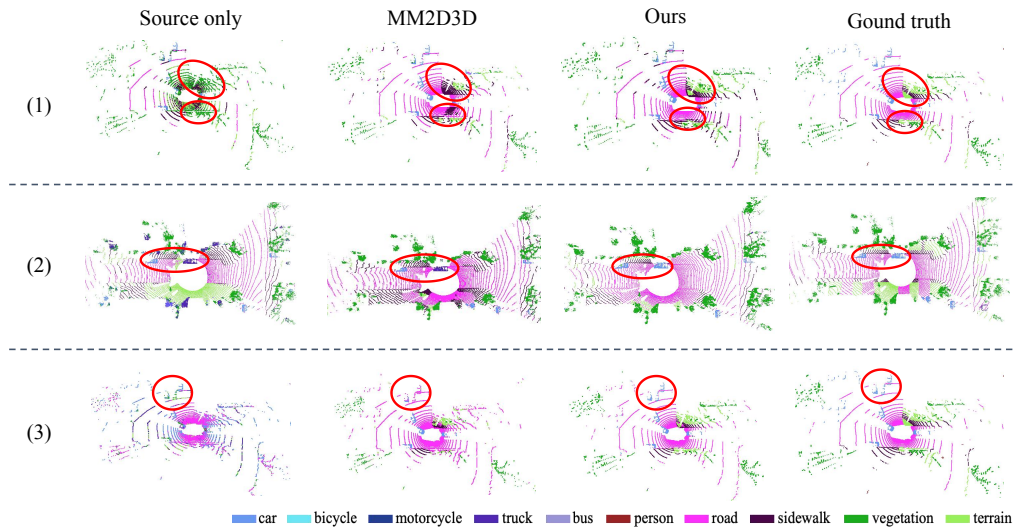 Source only MM2D3D Ours Gound truth
(1)
(2)
(3)
car bicycle motorcycle truck bus person road sidewalk vegetation terrain